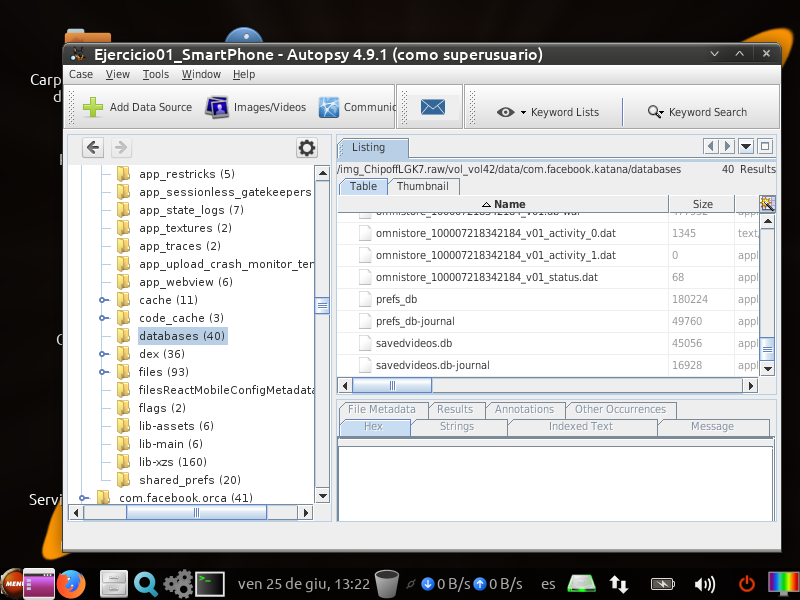 Ejercicio01_SmartPhone - Autopsy 4.9.1 (como superusuario)
Case View Tools Window Help
Add Data Source Images/Videos Communic Keyword Lists Keyword Search
Carp
d
Servi
app_restricks (5)
app_sessionless_gatekeepers
app_state_logs (7)
app_textures (2)
app_traces (2)
app_upload_crash_monitor_ter
app_webview (6)
cache (11)
code_cache (3)
databases (40)
dex (36)
files (93)
filesReactMobileConfigMetadata
flags (2)
lib-assets (6)
lib-main (6)
lib-xzs (160)
shared_prefs (20)
com.facebook.orca (41)
Listing
/img_ChipoffLGK7.raw/vol_vol42/data/com.facebook.katana/databases 40 Results
Table Thumbnail
Name Size
omnistore_100007218342184_v01_activity_0.dat 1345 text,
omnistore_100007218342184_v01_activity_1.dat 0 appl
omnistore_100007218342184_v01_status.dat 68 appl
prefs_db 180224 appl
prefs_db-journal 49760 appl
savedvideos.db 45056 appl
savedvideos.db-journal 16928 appl
File Metadata Results Annotations Other Occurrences
Hex Strings Indexed Text Message
MENU ven 25 de giu, 13:22 0 B/s 0 B/s es